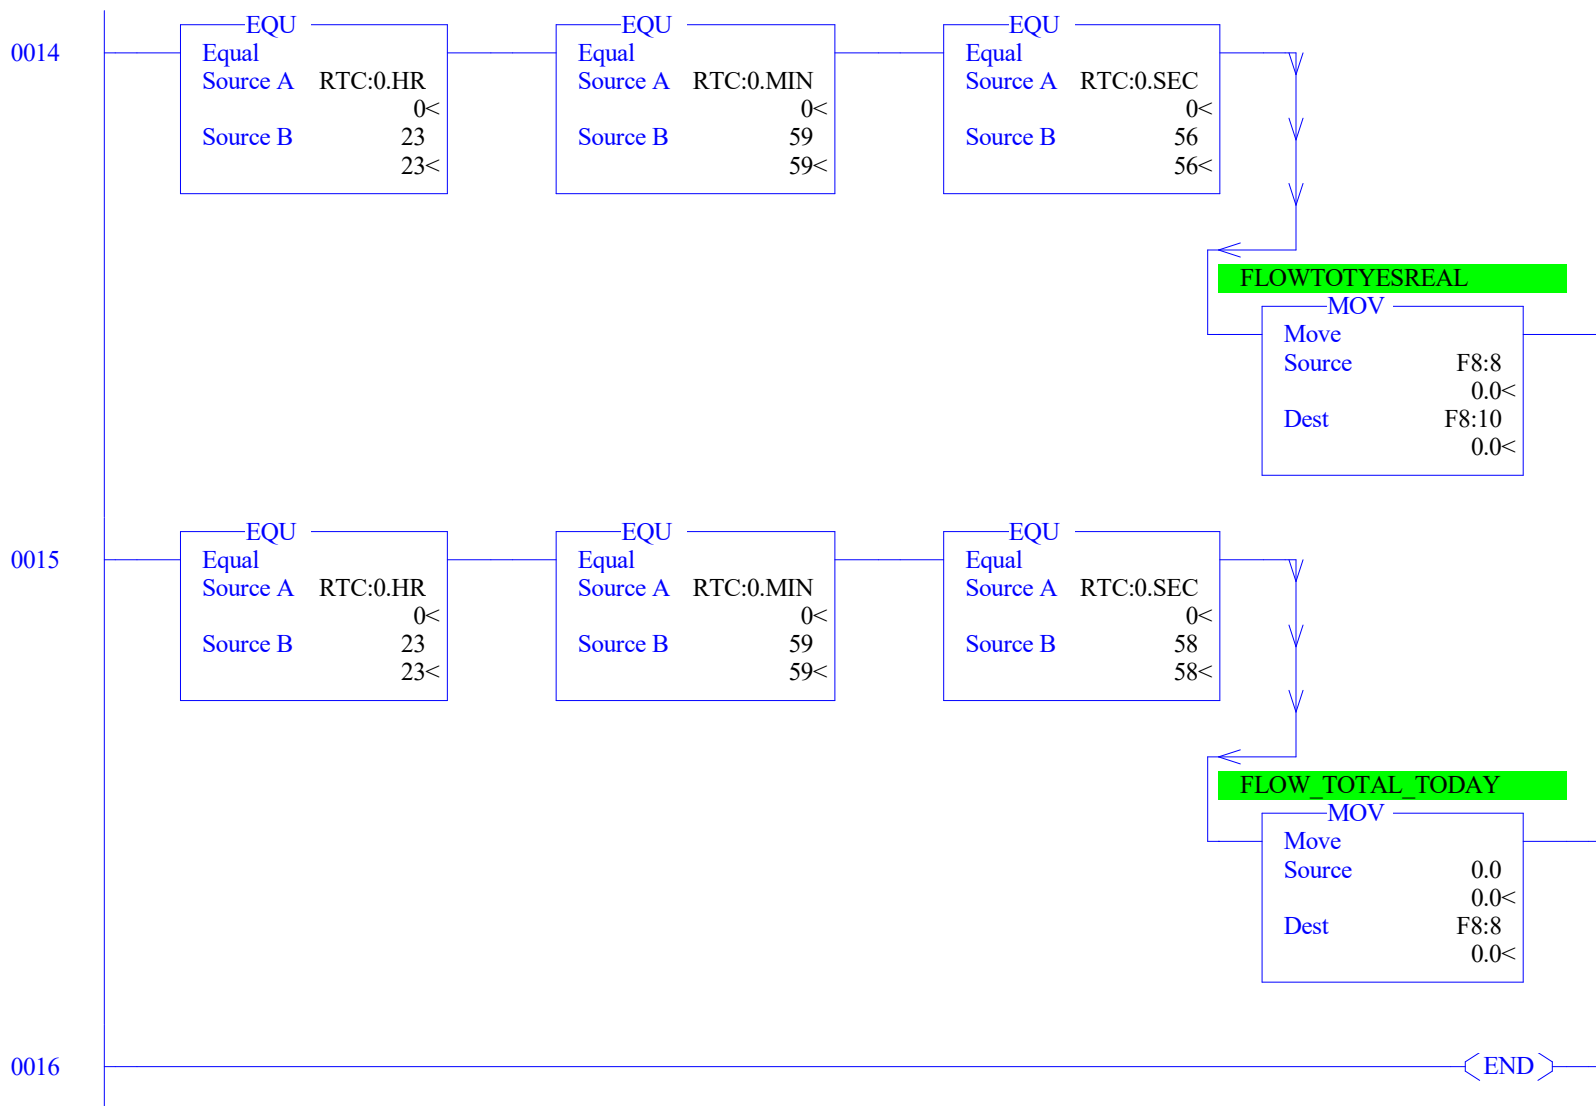 EQU EQU EQU
0014 Equal Equal Equal
Source A RTC:0.HR Source A RTC:0.MIN Source A RTC:0.SEC
0< 0< 0<
Source B 23 Source B 59 Source B 56
23< 59< 56<
FLOWTOTYESREAL
MOV
Move
Source F8:8
0.0<
Dest F8:10
0.0<
EQU EQU EQU
0015 Equal Equal Equal
Source A RTC:0.HR Source A RTC:0.MIN Source A RTC:0.SEC
0< 0< 0<
Source B 23 Source B 59 Source B 58
23< 59< 58<
FLOW_TOTAL_TODAY
MOV
Move
Source 0.0
0.0<
Dest F8:8
0.0<
0016 END